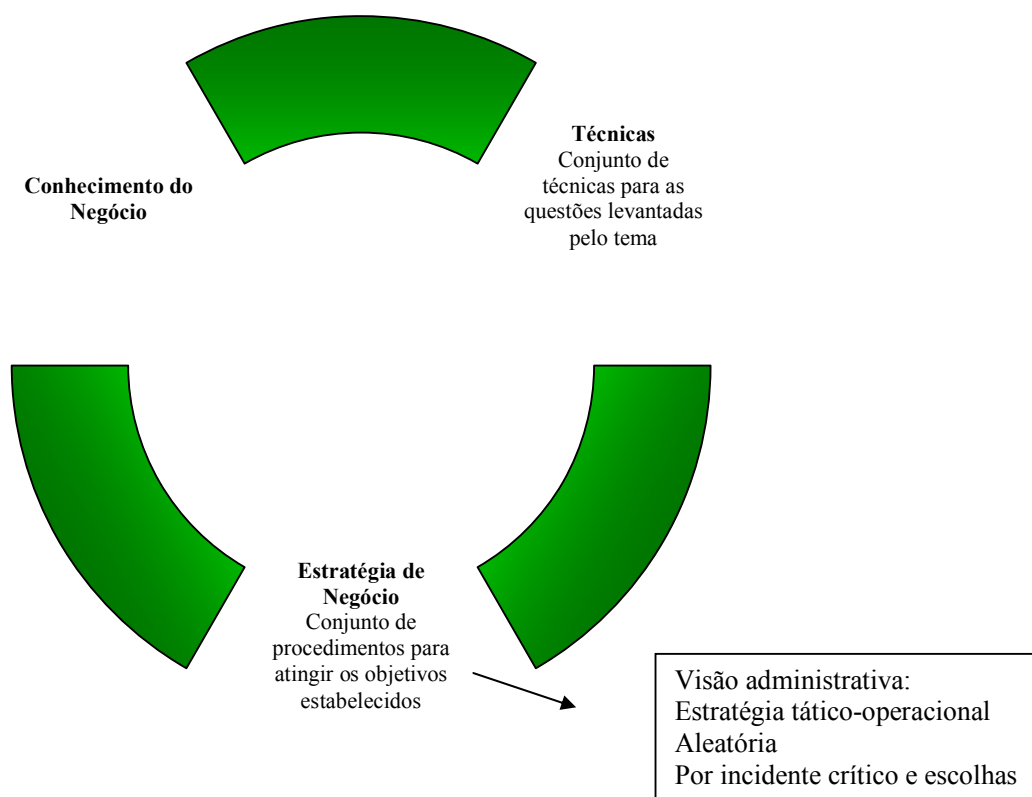 Conhecimento do
Negócio
Técnicas
Conjunto de
técnicas para as
questões levantadas
pelo tema
Estratégia de
Negócio
Conjunto de
procedimentos para
atingir os objetivos
estabelecidos
Visão administrativa:
Estratégia tático-operacional
Aleatória
Por incidente crítico e escolhas